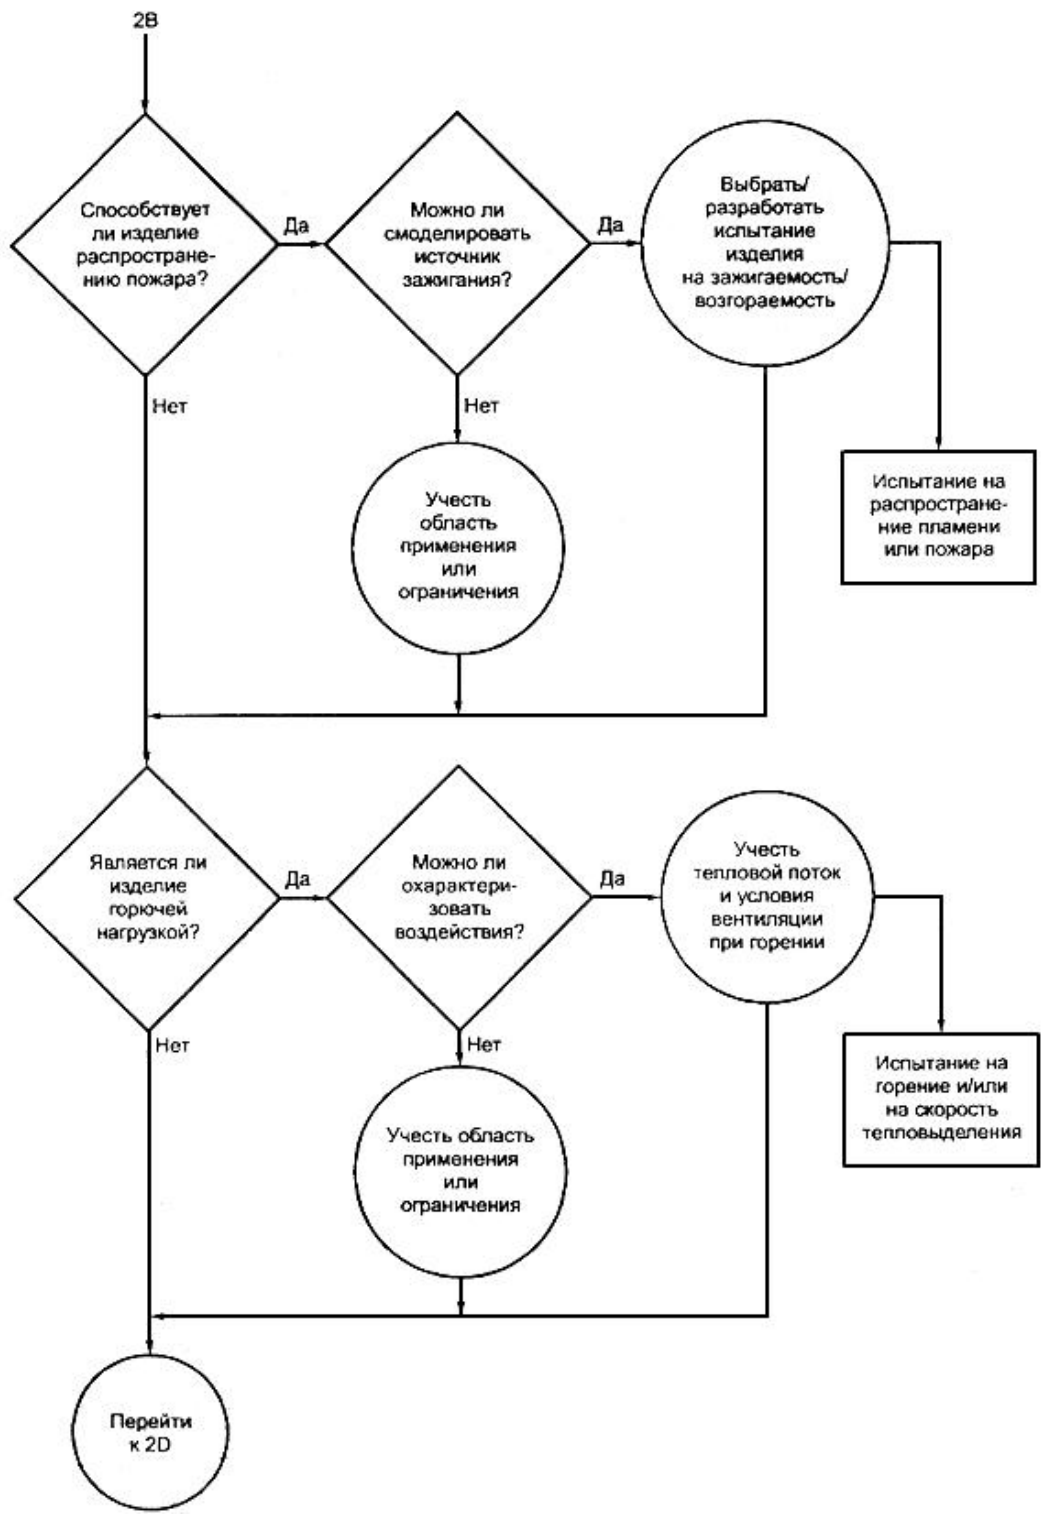 2В
Способствует
ли изделие
распростране-
нию пожара?
Да
Можно ли
смоделировать
источник
зажигания?
Да
Выбрать/
разработать
испытание
изделия
на зажигаемость/
возгораемость
Нет
Нет
Учесть
область
применения
или
ограничения
Испытание на
распростране-
ние пламени
или пожара
Является ли
изделие
горючей
нагрузкой?
Да
Можно ли
охарактери-
зовать
воздействия?
Да
Учесть
тепловой поток
и условия
вентиляции
при горении
Нет
Нет
Учесть область
применения
или
ограничения
Испытание на
горение и/или
на скорость
тепловыделения
Перейти
к 2D